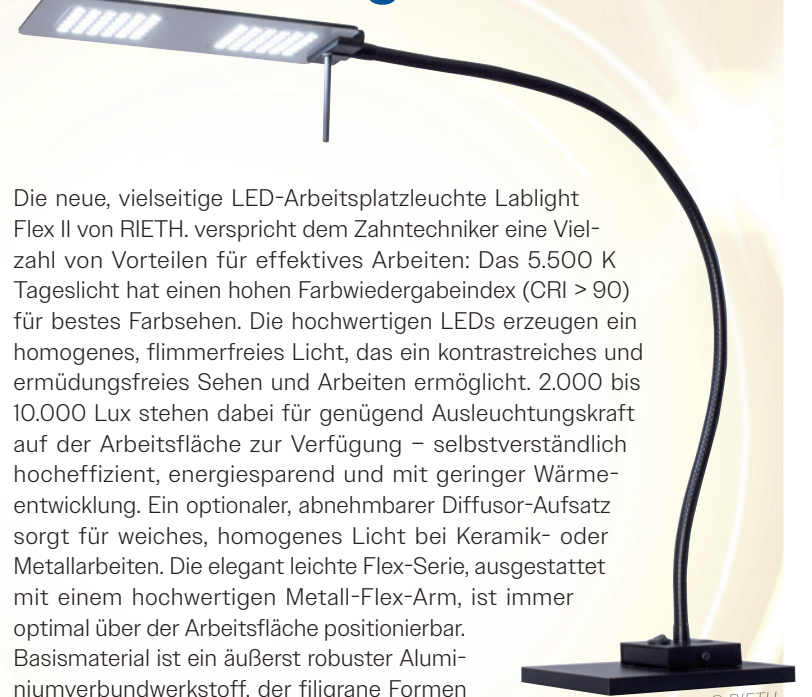 Die neue, vielseitige LED-Arbeitsplatzleuchte Lablight
Flex II von RIETH. verspricht dem Zahntechniker eine Viel-
zahl von Vorteilen für effektives Arbeiten: Das 5.500 K
Tageslicht hat einen hohen Farbwiedergabeindex (CRI > 90)
für bestes Farbsehen. Die hochwertigen LEDs erzeugen ein
homogenes, flimmerfreies Licht, das ein kontrastreiches und
ermüdungsfreies Sehen und Arbeiten ermöglicht. 2.000 bis
10.000 Lux stehen dabei für genügend Ausleuchtungskraft
auf der Arbeitsfläche zur Verfügung – selbstverständlich
hocheffizient, energiesparend und mit geringer Wärme-
entwicklung. Ein optionaler, abnehmbarer Diffusor-Aufsatz
sorgt für weiches, homogenes Licht bei Keramik- oder
Metallarbeiten. Die elegant leichte Flex-Serie, ausgestattet
mit einem hochwertigen Metall-Flex-Arm, ist immer
optimal über der Arbeitsfläche positionierbar.
Basismaterial ist ein äußerst robuster Alumi-
niumverbundwerkstoff, der filigrane Formen
© RIETH